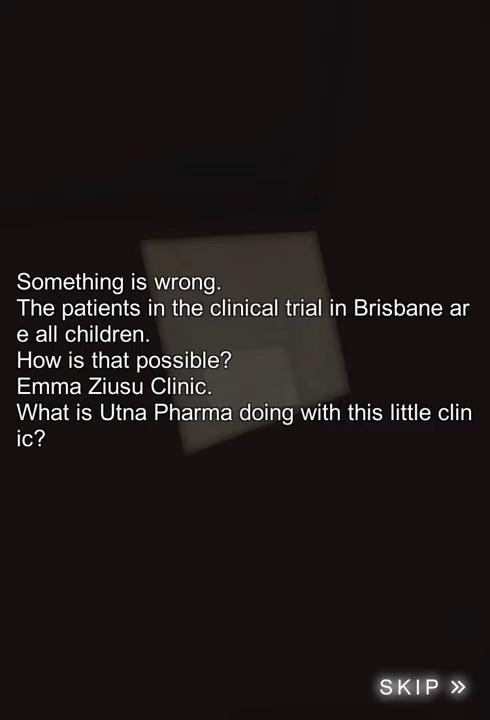 Something is wrong.
The patients in the clinical trial in Brisbane ar
e all children.
How is that possible?
Emma Ziusu Clinic.
What is Utna Pharma doing with this little clin
ic?
SKIP »